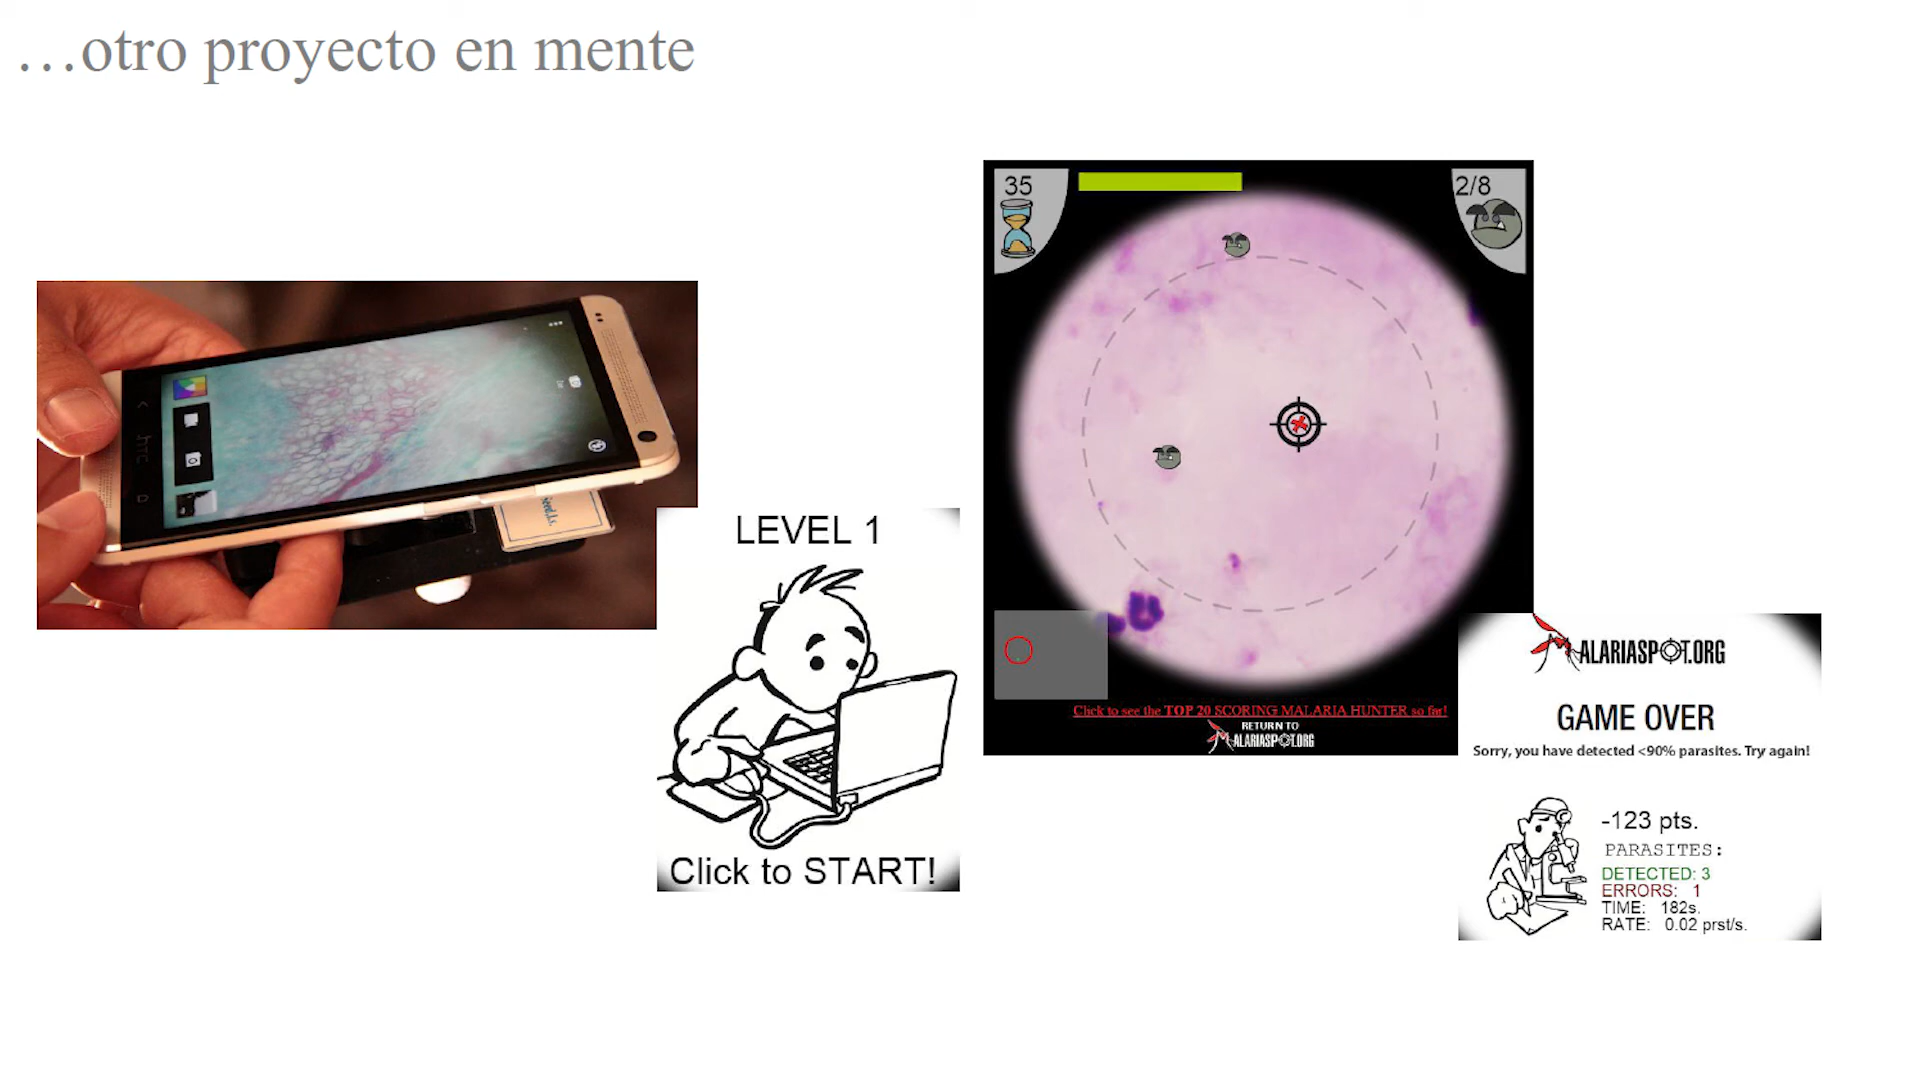 …otro proyecto en mente
35
2/8
LEVEL 1
Click to START!
Click to see the TOP 20 SCORING MALARIA HUNTER so far!
RETURN TO
MALARIASPOT.ORG
MALARIASPOT.ORG
GAME OVER
Sorry, you have detected <90% parasites. Try again!
-123 pts.
PARASITES:
DETECTED: 3
ERRORS: 1
TIME: 182s.
RATE: 0.02 prst/s.
hTC